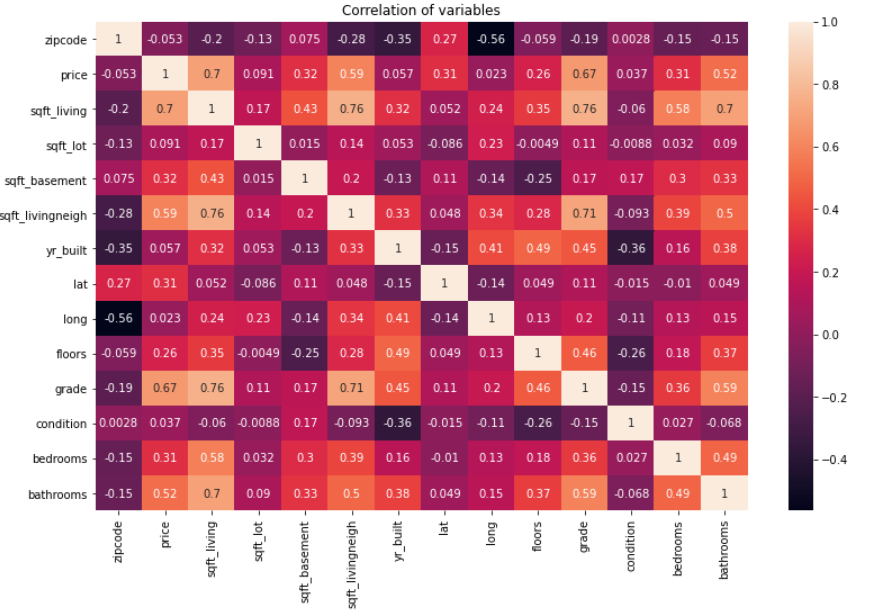 Correlation of variables
zipcode 1 -0.053 -0.2 -0.13 0.075 -0.28 -0.35 0.27 -0.56 -0.059 -0.19 0.0028 -0.15 -0.15
price -0.053 1 0.7 0.091 0.32 0.59 0.057 0.31 0.023 0.26 0.67 0.037 0.31 0.52
sqft_living -0.2 0.7 1 0.17 0.43 0.76 0.32 0.052 0.24 0.35 0.76 -0.06 0.58 0.7
sqft_lot -0.13 0.091 0.17 1 0.015 0.14 0.053 -0.086 0.23 -0.0049 0.11 -0.0088 0.032 0.09
sqft_basement 0.075 0.32 0.43 0.015 1 0.2 -0.13 0.11 -0.14 -0.25 0.17 0.17 0.3 0.33
sqft_livingneigh -0.28 0.59 0.76 0.14 0.2 1 0.33 0.048 0.34 0.28 0.71 -0.093 0.39 0.5
yr_built -0.35 0.057 0.32 0.053 -0.13 0.33 1 -0.15 0.41 0.49 0.45 -0.36 0.16 0.38
lat 0.27 0.31 0.052 -0.086 0.11 0.048 -0.15 1 -0.14 0.049 0.11 -0.015 -0.01 0.049
long -0.56 0.023 0.24 0.23 -0.14 0.34 0.41 -0.14 1 0.13 0.2 -0.11 0.13 0.15
floors -0.059 0.26 0.35 -0.0049 -0.25 0.28 0.49 0.049 0.13 1 0.46 -0.26 0.18 0.37
grade -0.19 0.67 0.76 0.11 0.17 0.71 0.45 0.11 0.2 0.46 1 -0.15 0.36 0.59
condition 0.0028 0.037 -0.06 -0.0088 0.17 -0.093 -0.36 -0.015 -0.11 -0.26 -0.15 1 0.027 -0.068
bedrooms -0.15 0.31 0.58 0.032 0.3 0.39 0.16 -0.01 0.13 0.18 0.36 0.027 1 0.49
bathrooms -0.15 0.52 0.7 0.09 0.33 0.5 0.38 0.049 0.15 0.37 0.59 -0.068 0.49 1
zipcode
price
sqft_living
sqft_lot
sqft_basement
sqft_livingneigh
yr_built
lat
long
floors
grade
condition
bedrooms
bathrooms
1.0
0.8
0.6
0.4
0.2
0.0
-0.2
-0.4